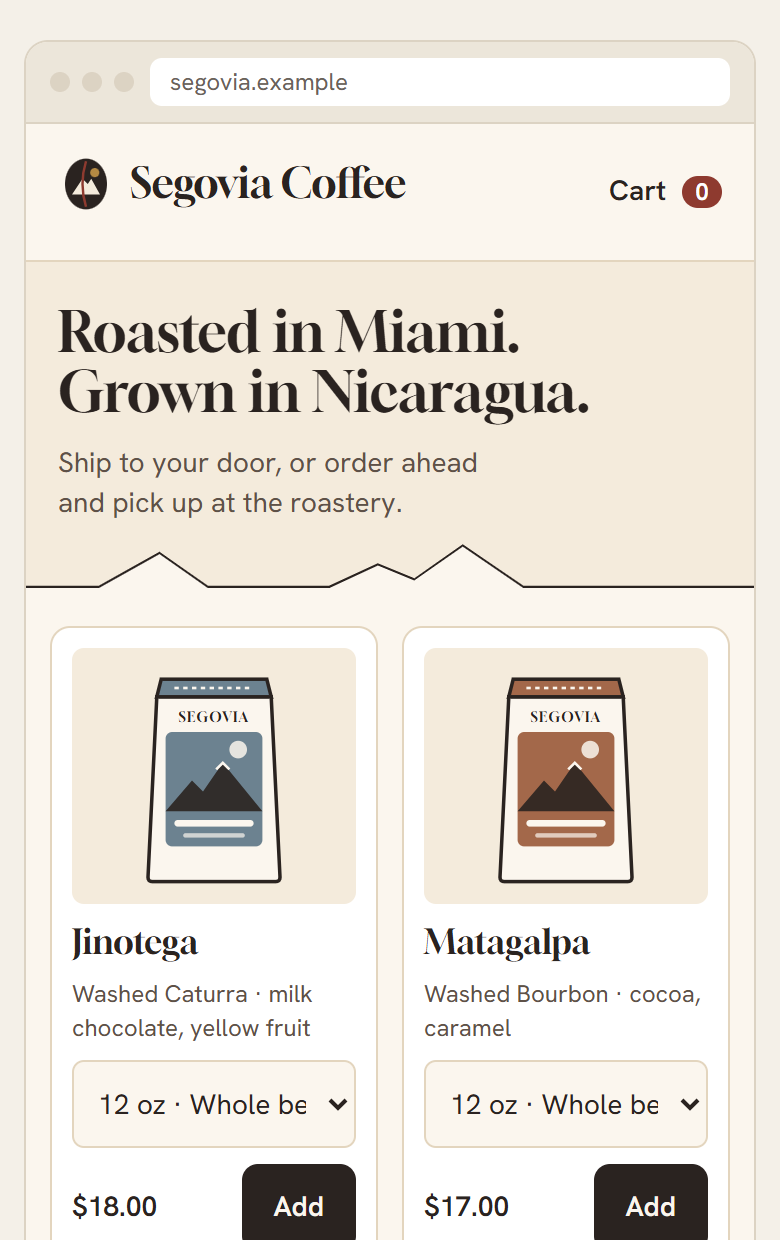 segovia.example
Segovia Coffee
Cart 0
Roasted in Miami.
Grown in Nicaragua.
Ship to your door, or order ahead
and pick up at the roastery.
SEGOVIA
Jinotega
Washed Caturra · milk
chocolate, yellow fruit
12 oz · Whole be
$18.00 Add
SEGOVIA
Matagalpa
Washed Bourbon · cocoa,
caramel
12 oz · Whole be
$17.00 Add